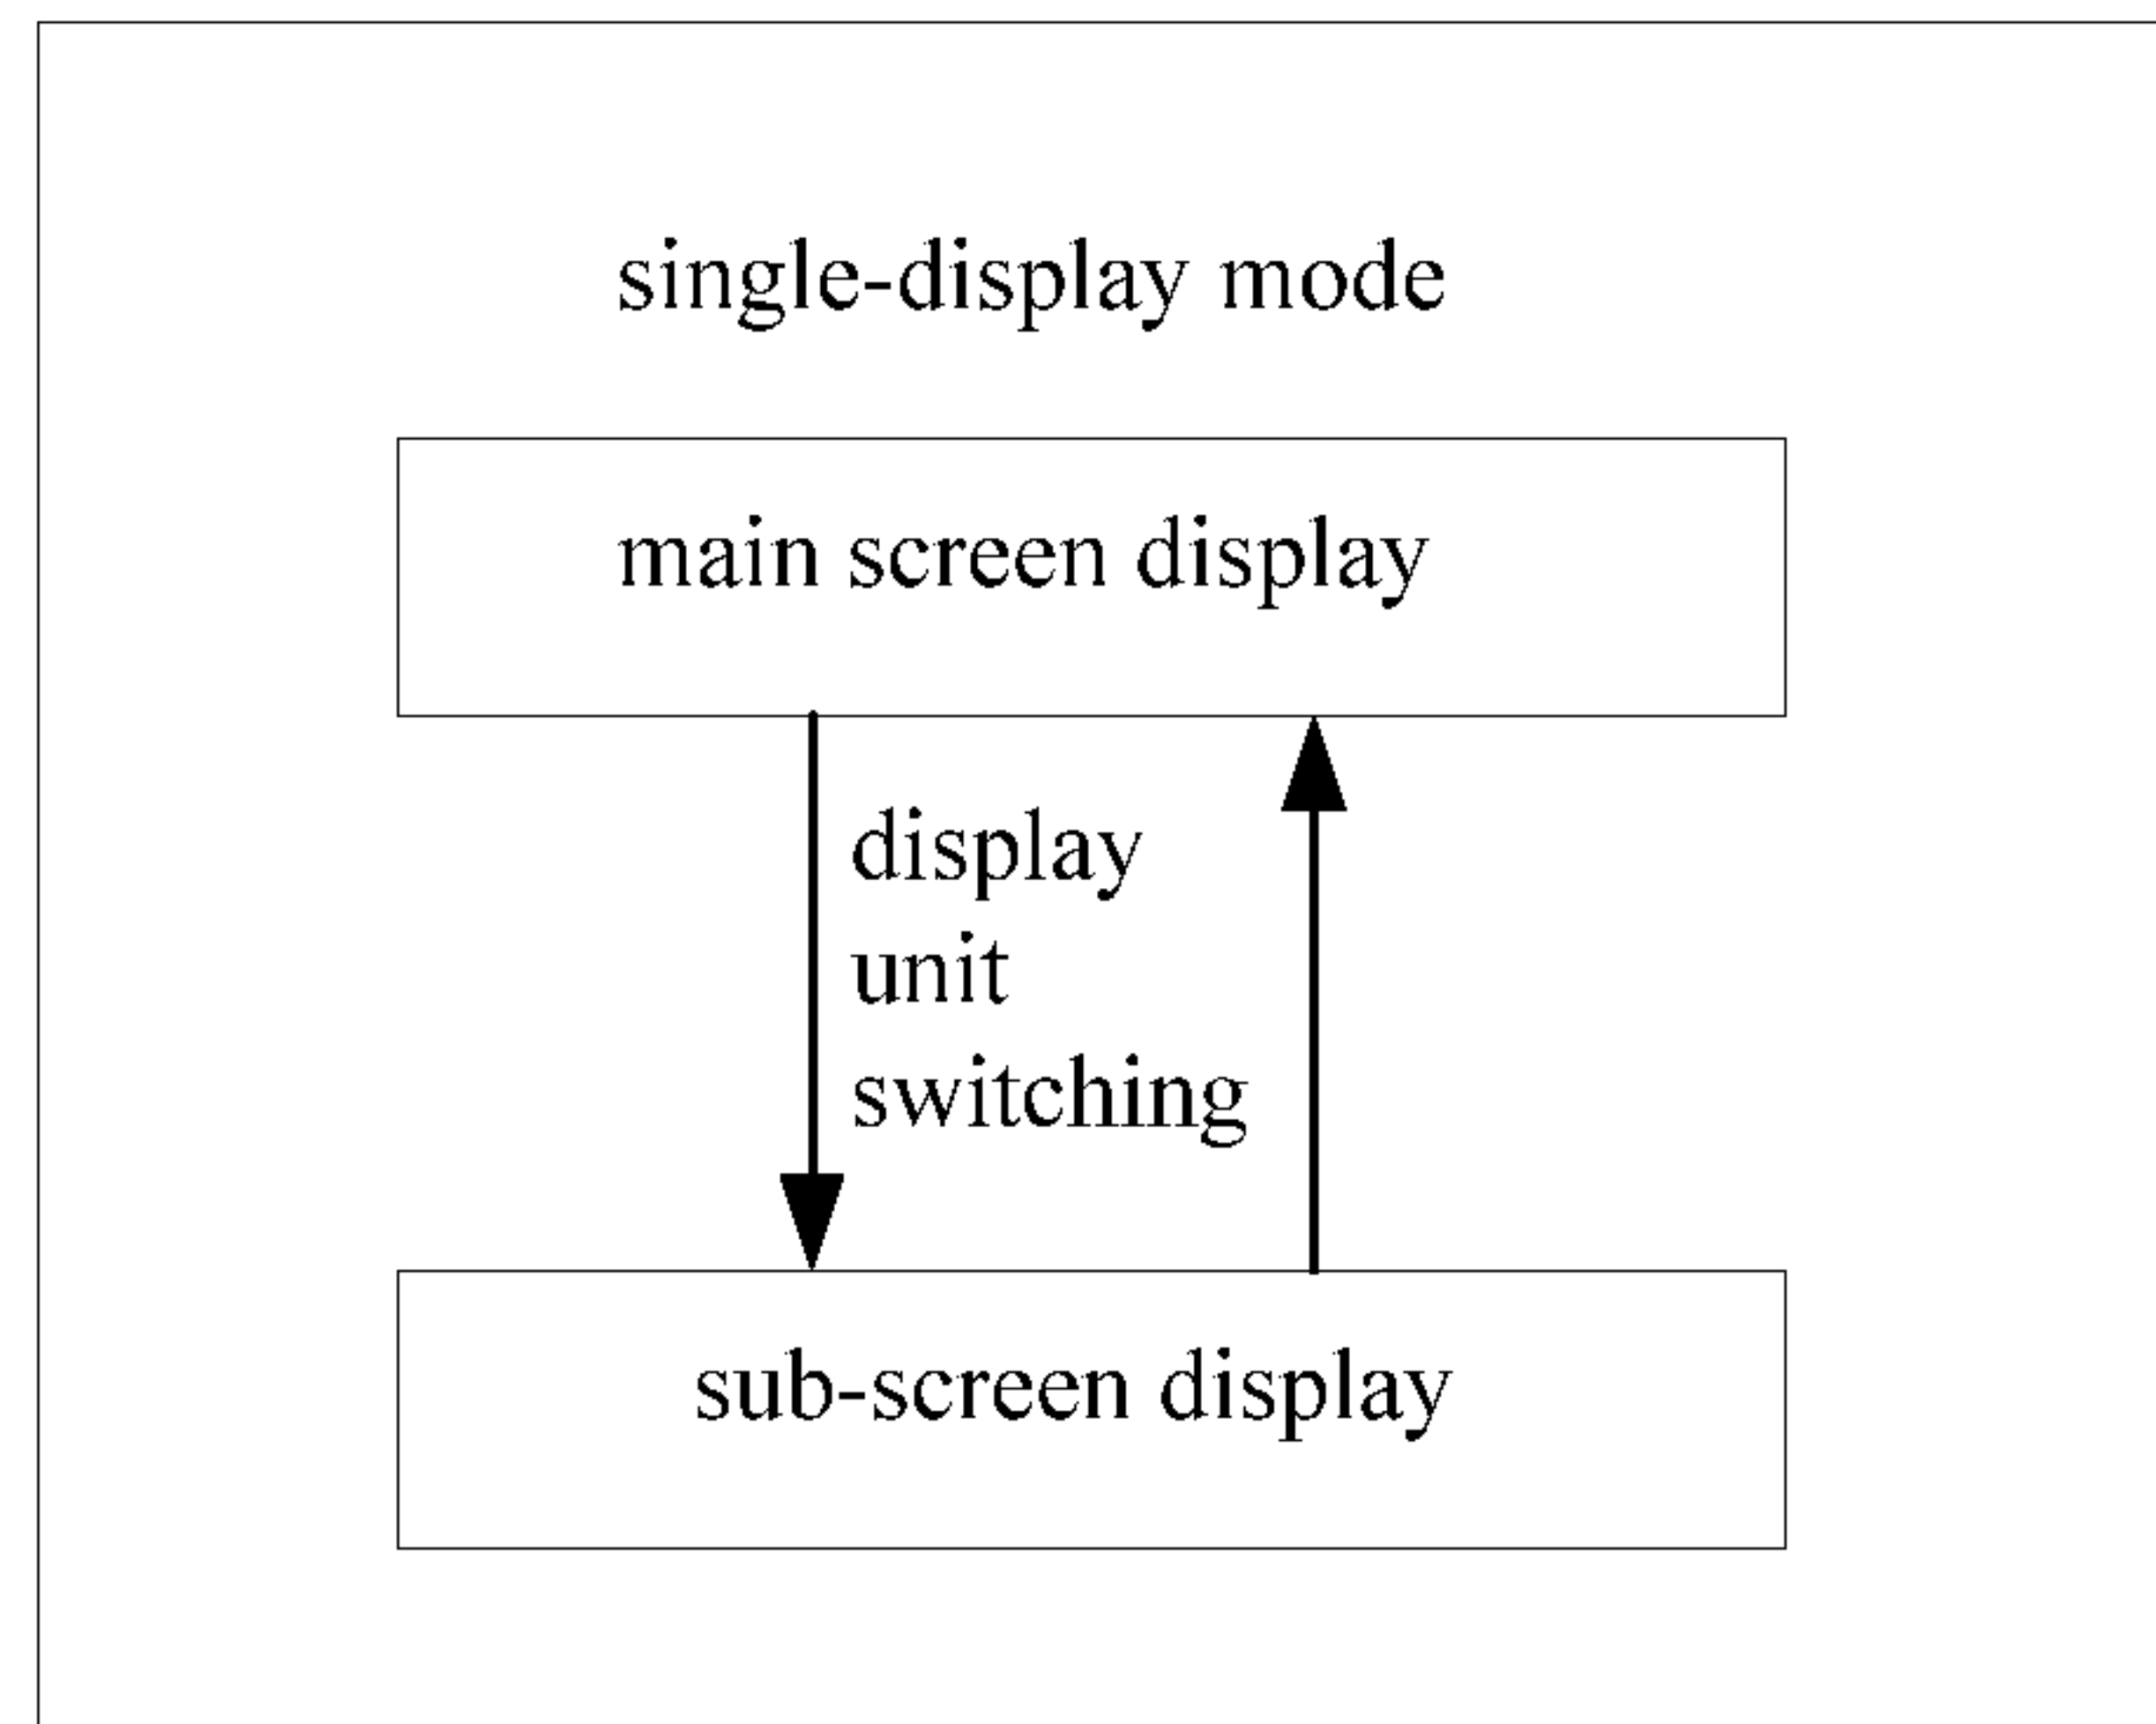 single-display mode
main screen display
display
unit
switching
sub-screen display